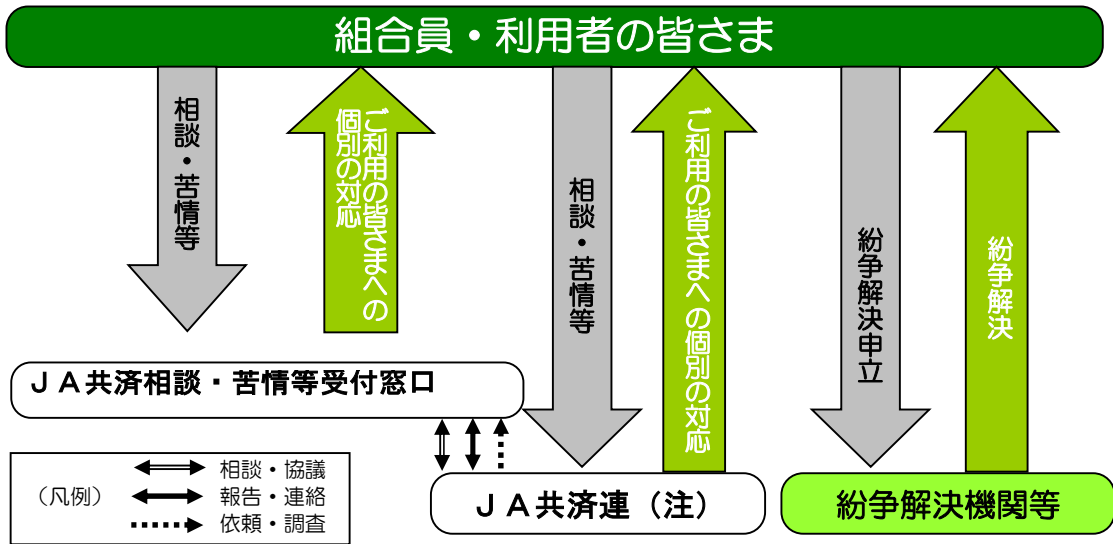 組合員・利用者の皆さま
相談・苦情等
ご利用の皆さまへの
個別の対応
相談・苦情等
ご利用の皆さまへの個別の対応
紛争解決申立
紛争解決
ＪＡ共済相談・苦情等受付窓口
（凡例）
相談・協議
報告・連絡
依頼・調査
ＪＡ共済連（注）
紛争解決機関等